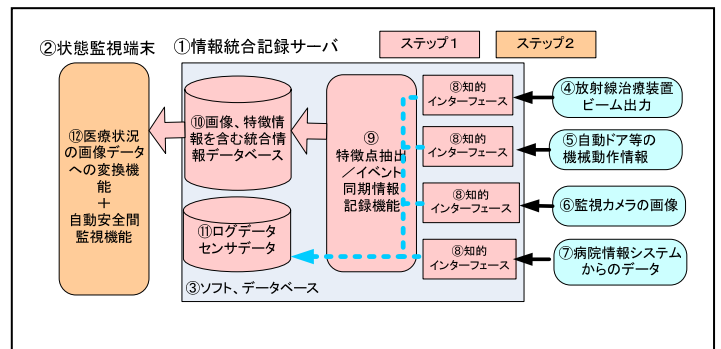 ②状態監視端末
①情報統合記録サーバ
ステップ1
ステップ2
⑫医療状況
の画像データ
への変換機
能
＋
自動安全間
監視機能
⑩画像、特徴情
報を含む統合情
報データベース
⑪ログデータ
センサデータ
③ソフト、データベース
⑨
特徴点抽出
／イベント
同期情報
記録機能
⑧知的
インターフェース
⑧知的
インターフェース
⑧知的
インターフェース
⑧知的
インターフェース
④放射線治療装置
ビーム出力
⑤自動ドア等の
機械動作情報
⑥監視カメラの画像
⑦病院情報システム
からのデータ